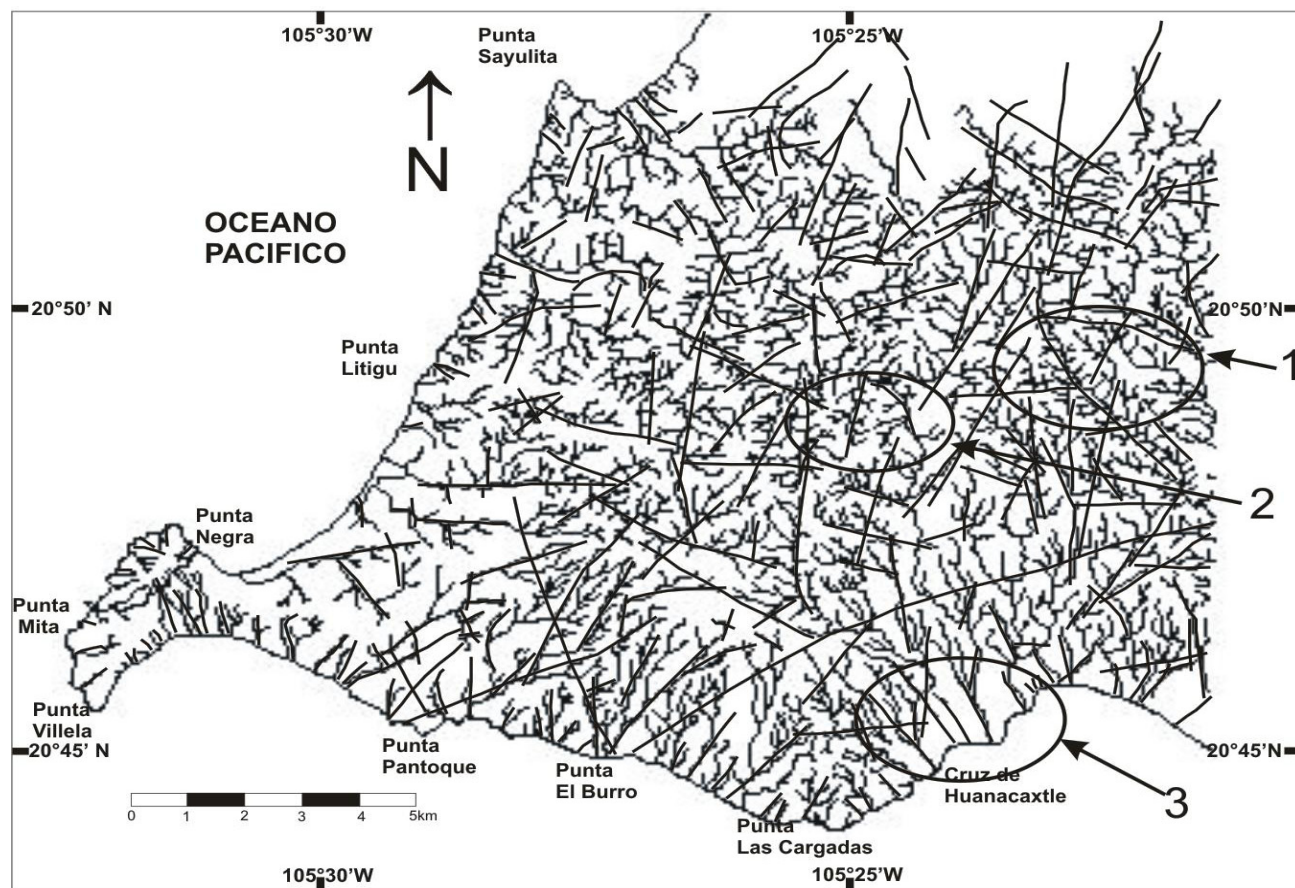 105°30'W
Punta
Sayulita
105°25'W
N
OCEANO
PACIFICO
20°50' N
20°50'N
Punta
Litigu
1
2
Punta
Negra
Punta
Mita
Punta
Villela
20°45' N
20°45'N
Punta
Pantoque
Punta
El Burro
Cruz de
Huanacaxtle
3
0 1 2 3 4 5km
Punta
Las Cargadas
105°30'W
105°25'W